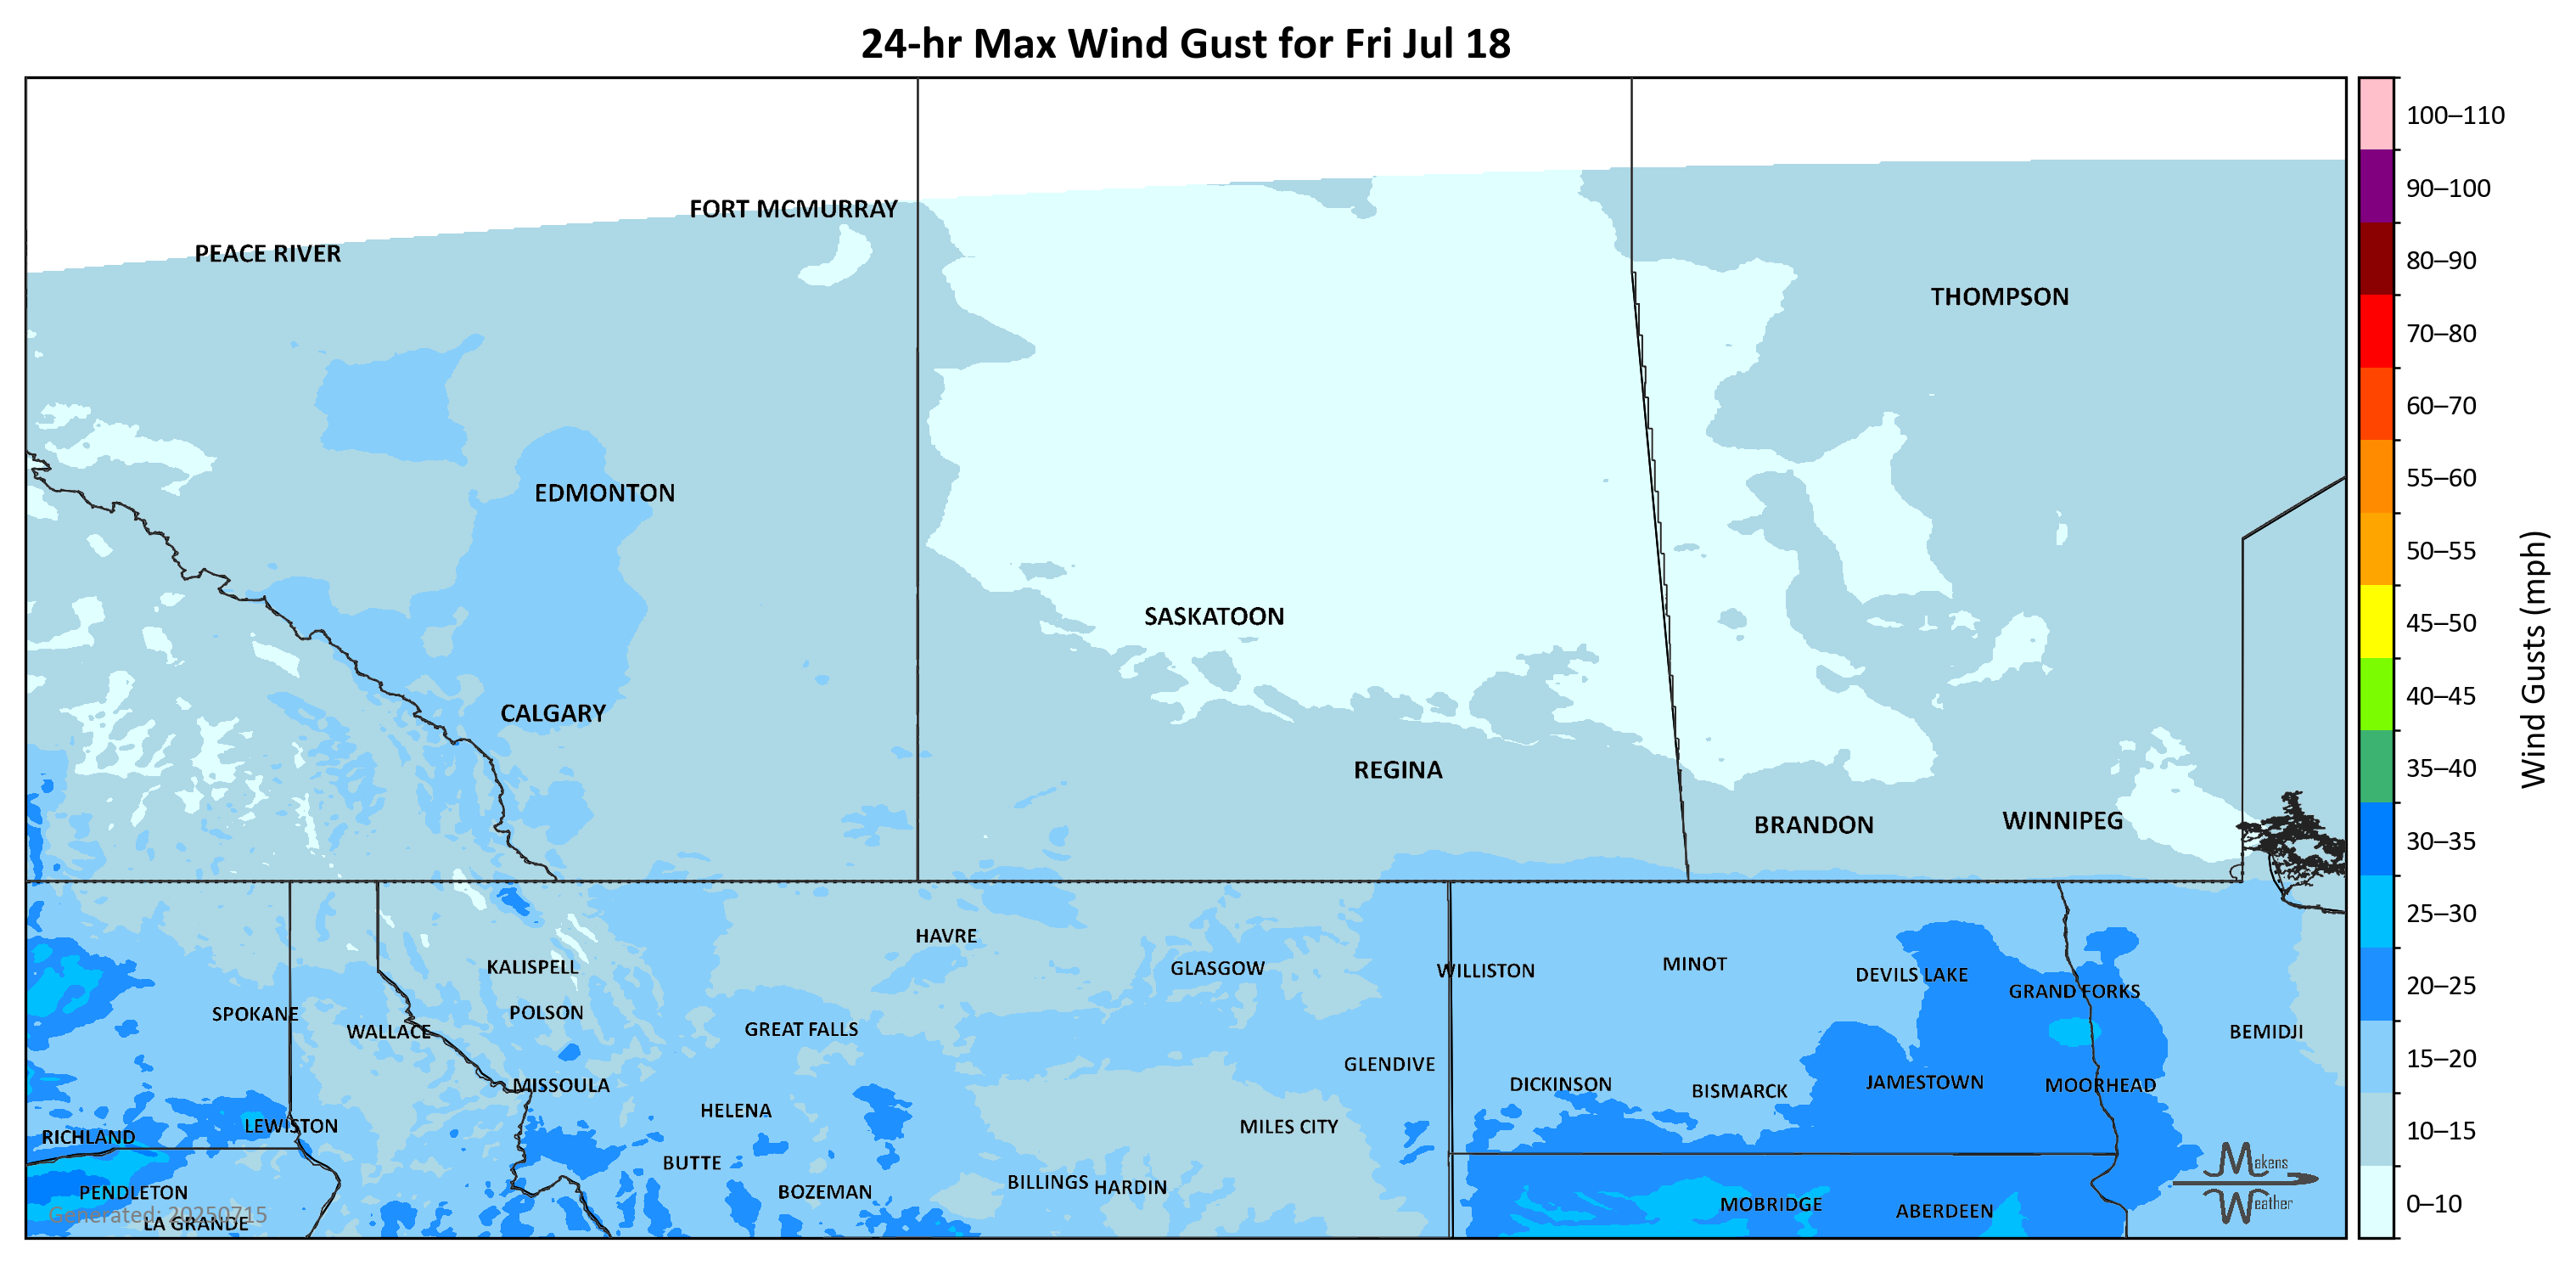 24-hr Max Wind Gust for Fri Jul 18
100–110
90–100
80–90
70–80
60–70
55–60
50–55
45–50
40–45
35–40
30–35
25–30
20–25
15–20
10–15
0–10
Wind Gusts (mph)
FORT MCMURRAY
PEACE RIVER
THOMPSON
EDMONTON
SASKATOON
CALGARY
REGINA
BRANDON
WINNIPEG
HAVRE
KALISPELL
GLASGOW
WILLISTON
MINOT
DEVILS LAKE
GRAND FORKS
SPOKANE
POLSON
WALLACE
GREAT FALLS
BEMIDJI
GLENDIVE
MISSOULA
DICKINSON
BISMARCK
JAMESTOWN
MOORHEAD
HELENA
LEWISTON
MILES CITY
RICHLAND
BUTTE
PENDLETON
BOZEMAN
BILLINGS
HARDIN
MOBRIDGE
ABERDEEN
LA GRANDE
Generated: 20250715
Makens
Weather